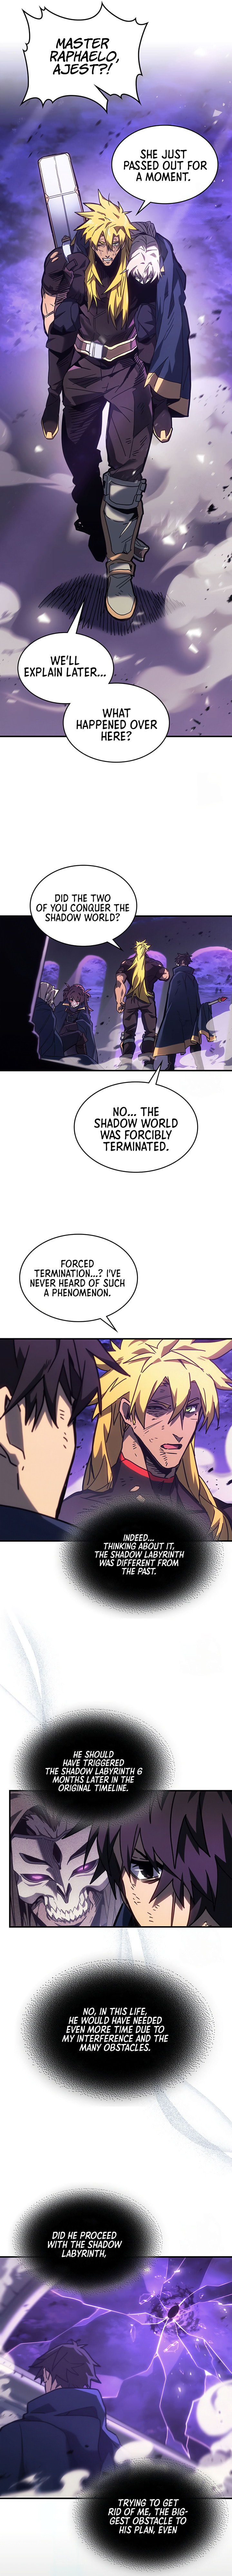 MASTER
RAPHAELO,
AJEST?!
SHE JUST
PASSED OUT FOR
A MOMENT.
WE'LL
EXPLAIN LATER...
WHAT
HAPPENED OVER
HERE?
DID THE TWO
OF YOU CONQUER THE
SHADOW WORLD?
NO... THE
SHADOW WORLD
WAS FORCIBLY
TERMINATED.
FORCED
TERMINATION...? I'VE
NEVER HEARD OF SUCH
A PHENOMENON.
INDEED...
THINKING ABOUT IT,
THE SHADOW LABYRINTH
WAS DIFFERENT FROM
THE PAST.
HE SHOULD
HAVE TRIGGERED
THE SHADOW LABYRINTH 6
MONTHS LATER IN THE
ORIGINAL TIMELINE.
NO, IN THIS LIFE,
HE WOULD HAVE NEEDED
EVEN MORE TIME DUE TO
MY INTERFERENCE AND THE
MANY OBSTACLES.
DID HE PROCEED
WITH THE SHADOW
LABYRINTH,
TRYING TO GET
RID OF ME, THE BIG-
GEST OBSTACLE TO
HIS PLAN, EVEN